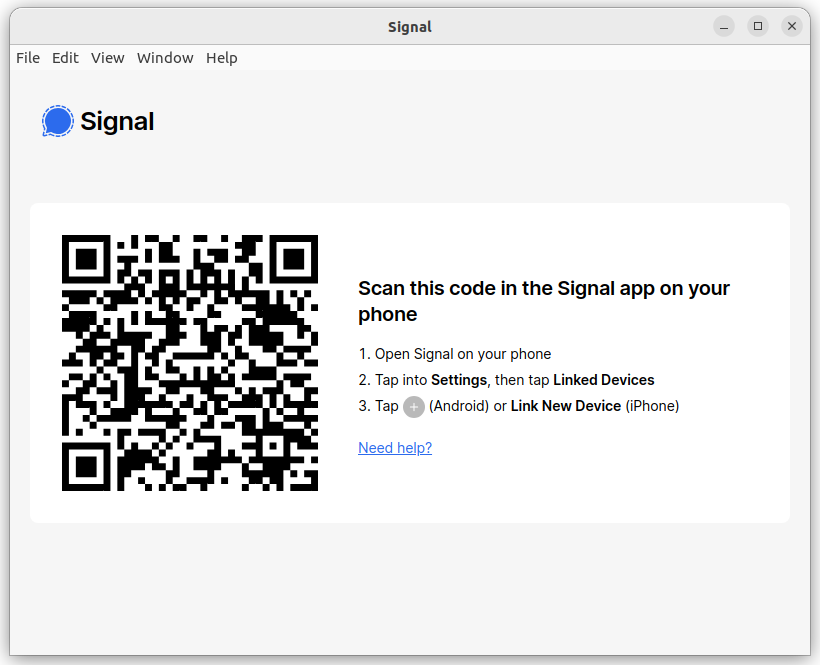 Signal
File Edit View Window Help
Signal
Scan this code in the Signal app on your
phone
1. Open Signal on your phone
2. Tap into Settings, then tap Linked Devices
3. Tap + (Android) or Link New Device (iPhone)
Need help?